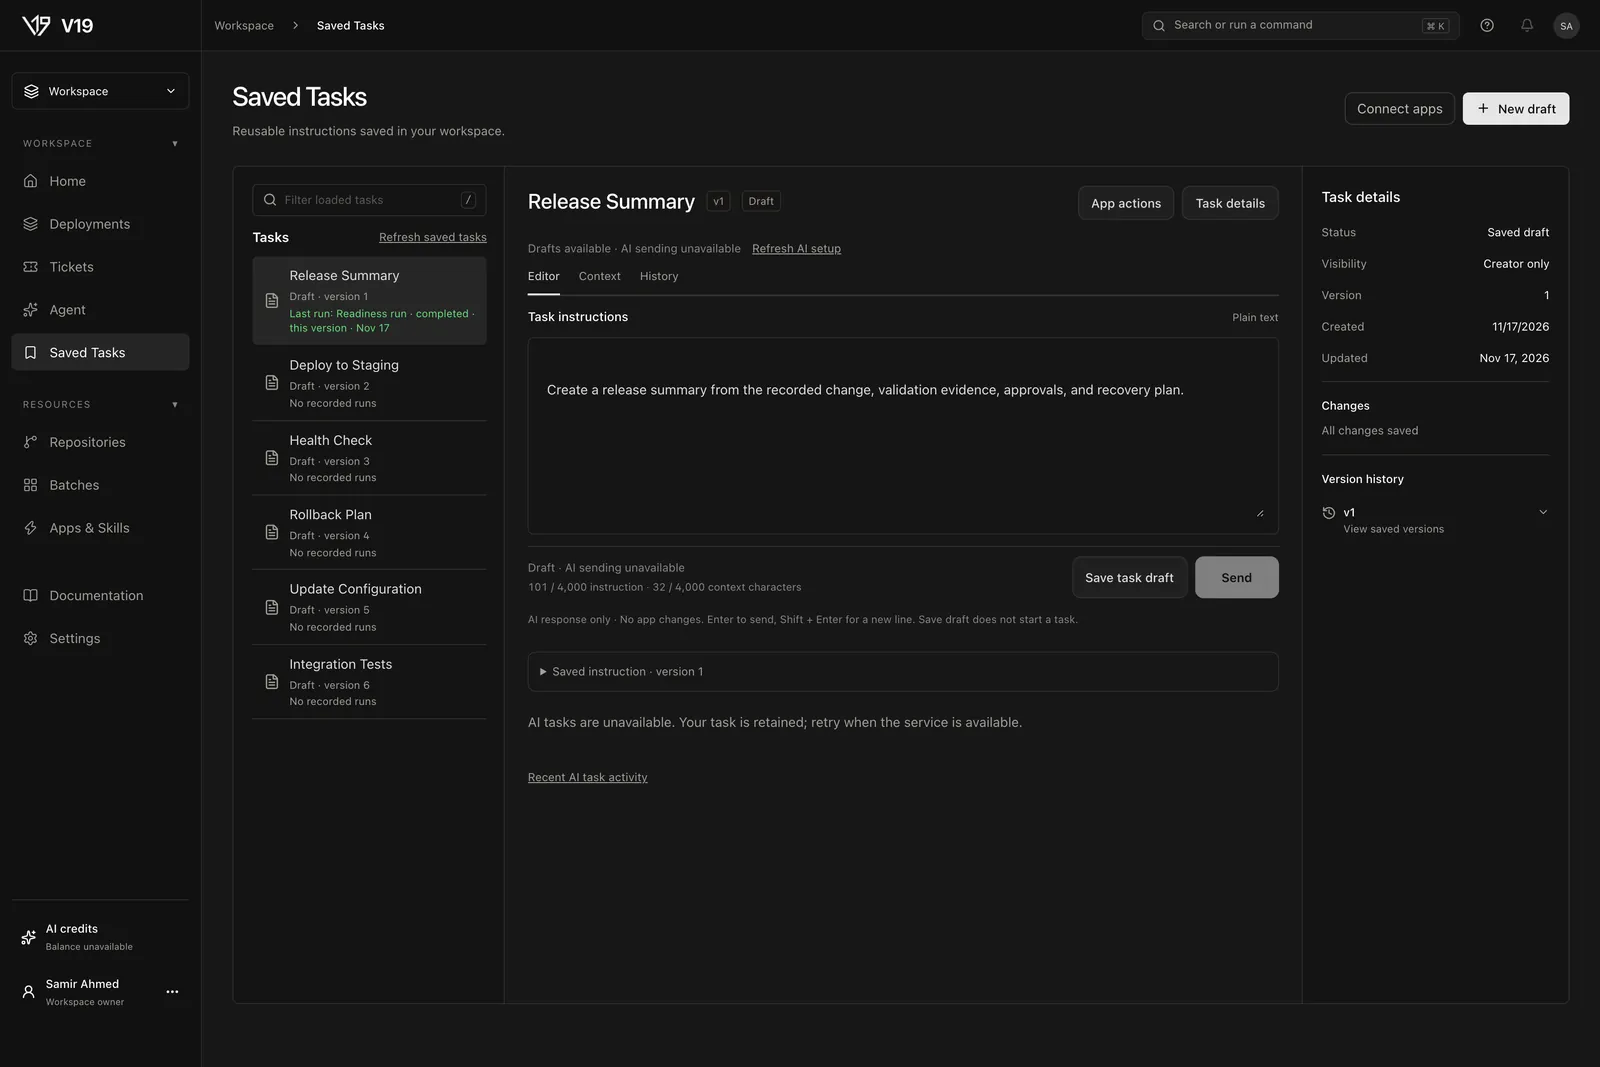 V19
Workspace
WORKSPACE
Home
Deployments
Tickets
Agent
Saved Tasks
RESOURCES
Repositories
Batches
Apps & Skills
Documentation
Settings
AI credits
Balance unavailable
Samir Ahmed
Workspace owner
Workspace > Saved Tasks
Search or run a command ⌘ K
SA
Saved Tasks
Reusable instructions saved in your workspace.
Connect apps
+ New draft
Filter loaded tasks /
Tasks Refresh saved tasks
Release Summary
Draft · version 1
Last run: Readiness run · completed ·
this version · Nov 17
Deploy to Staging
Draft · version 2
No recorded runs
Health Check
Draft · version 3
No recorded runs
Rollback Plan
Draft · version 4
No recorded runs
Update Configuration
Draft · version 5
No recorded runs
Integration Tests
Draft · version 6
No recorded runs
Release Summary v1 Draft
App actions Task details
Drafts available · AI sending unavailable Refresh AI setup
Editor Context History
Task instructions Plain text
Create a release summary from the recorded change, validation evidence, approvals, and recovery plan.
Draft · AI sending unavailable
101 / 4,000 instruction · 32 / 4,000 context characters
Save task draft Send
AI response only · No app changes. Enter to send, Shift + Enter for a new line. Save draft does not start a task.
Saved instruction · version 1
AI tasks are unavailable. Your task is retained; retry when the service is available.
Recent AI task activity
Task details
Status Saved draft
Visibility Creator only
Version 1
Created 11/17/2026
Updated Nov 17, 2026
Changes
All changes saved
Version history
v1
View saved versions